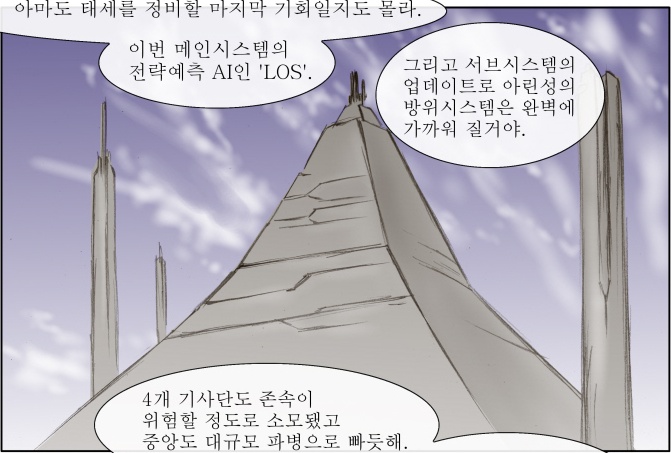 아마도 태세를 정비할 마지막 기회일지도 몰라.
이번 메인시스템의
전략예측 AI인 'LOS'.
그리고 서브시스템의
업데이트로 아린성의
방위시스템은 완벽에
가까워 질거야.
4개 기사단도 존속이
위험할 정도로 소모됐고
중앙도 대규모 파병으로 빠듯해.